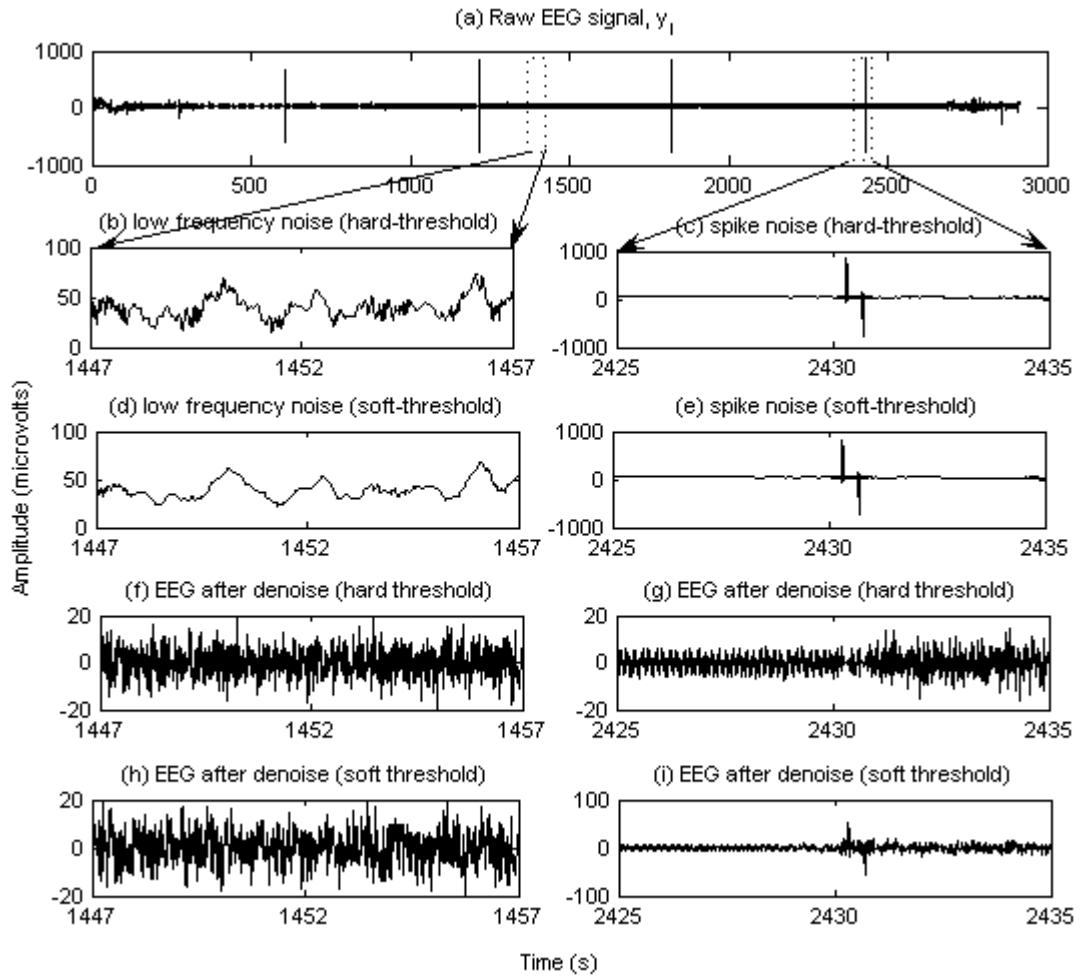 (a) Raw EEG signal, y_I
1000
0
-1000
0 500 1000 1500 2000 2500 3000
(b) low frequency noise (hard-threshold)
100
50
0
1447 1452 1457
(c) spike noise (hard-threshold)
1000
0
-1000
2425 2430 2435
Amplitude (microvolts)
(d) low frequency noise (soft-threshold)
100
50
0
1447 1452 1457
(e) spike noise (soft-threshold)
1000
0
-1000
2425 2430 2435
(f) EEG after denoise (hard threshold)
20
0
-20
1447 1452 1457
(g) EEG after denoise (hard threshold)
20
0
-20
2425 2430 2435
(h) EEG after denoise (soft threshold)
20
0
-20
1447 1452 1457
(i) EEG after denoise (soft threshold)
100
0
-100
2425 2430 2435
Time (s)